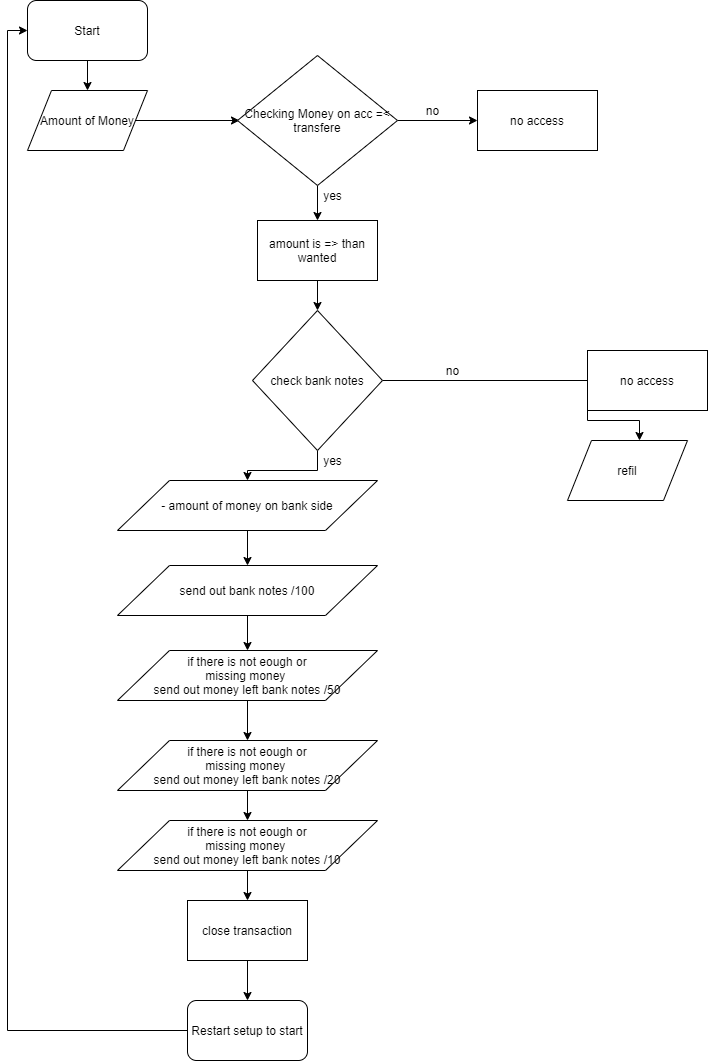 Start
Amount of Money
Checking Money on acc =<
transfere
no
no access
yes
amount is => than
wanted
check bank notes
no
no access
yes
refil
- amount of money on bank side
send out bank notes /100
if there is not eough or
missing money
send out money left bank notes /50
if there is not eough or
missing money
send out money left bank notes /20
if there is not eough or
missing money
send out money left bank notes /10
close transaction
Restart setup to start